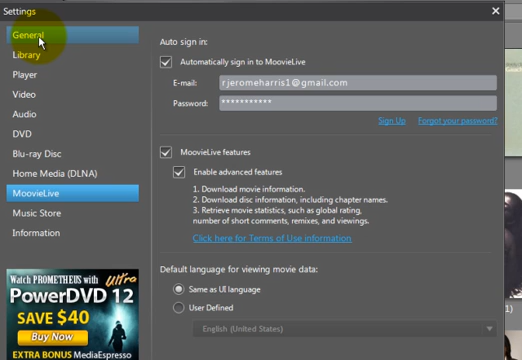 Settings
General
Library
Player
Video
Audio
DVD
Blu-ray Disc
Home Media (DLNA)
MoovieLive
Music Store
Information
Watch PROMETHEUS with Ultra
PowerDVD 12
SAVE $40
Buy Now
EXTRA BONUS MediaEspresso
Auto sign in:
Automatically sign in to MoovieLive
E-mail: rjeromeharris1@gmail.com
Password: ***********
Sign Up Forgot your password?
MoovieLive features
Enable advanced features
1. Download movie information.
2. Download disc information, including chapter names.
3. Retrieve movie statistics, such as global rating,
number of short comments, remixes, and viewings.
Click here for Terms of Use information
Default language for viewing movie data:
Same as UI language
User Defined
English (United States)
1)